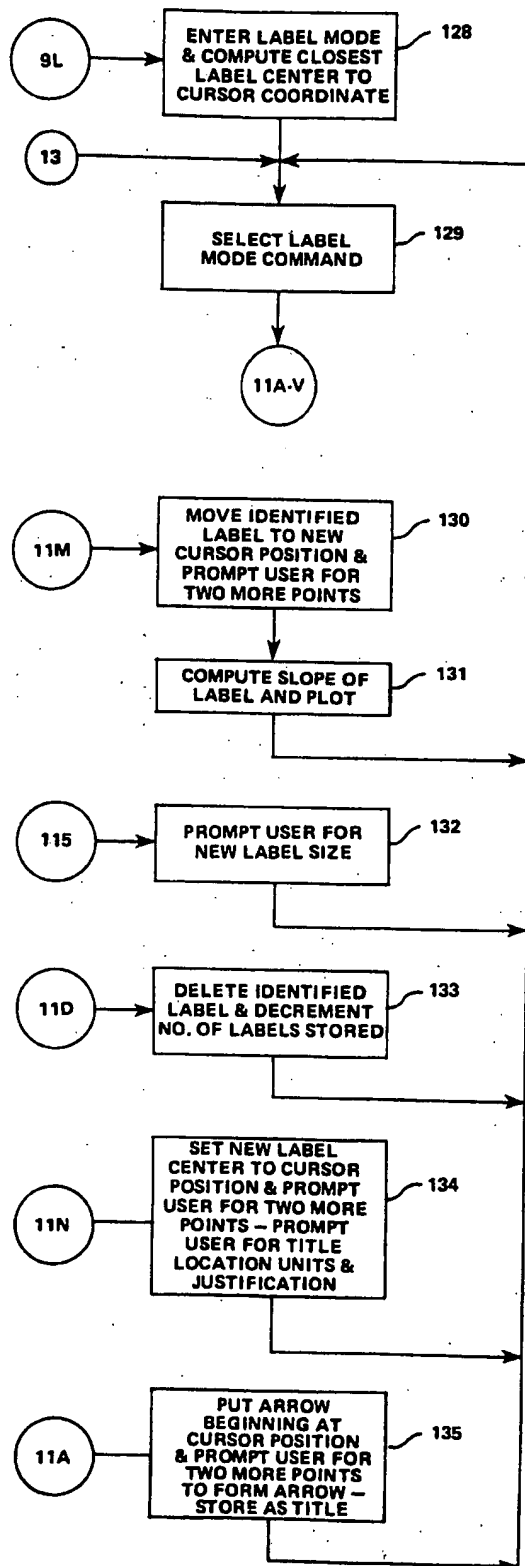 9L
ENTER LABEL MODE
& COMPUTE CLOSEST
LABEL CENTER TO
CURSOR COORDINATE
128
13
SELECT LABEL
MODE COMMAND
129
11A-V
11M
MOVE IDENTIFIED
LABEL TO NEW
CURSOR POSITION &
PROMPT USER FOR
TWO MORE POINTS
130
COMPUTE SLOPE OF
LABEL AND PLOT
131
115
PROMPT USER FOR
NEW LABEL SIZE
132
11D
DELETE IDENTIFIED
LABEL & DECREMENT
NO. OF LABELS STORED
133
11N
SET NEW LABEL
CENTER TO CURSOR
POSITION & PROMPT
USER FOR TWO MORE
POINTS – PROMPT
USER FOR TITLE
LOCATION UNITS &
JUSTIFICATION
134
11A
PUT ARROW
BEGINNING AT
CURSOR POSITION
& PROMPT USER FOR
TWO MORE POINTS
TO FORM ARROW –
STORE AS TITLE
135